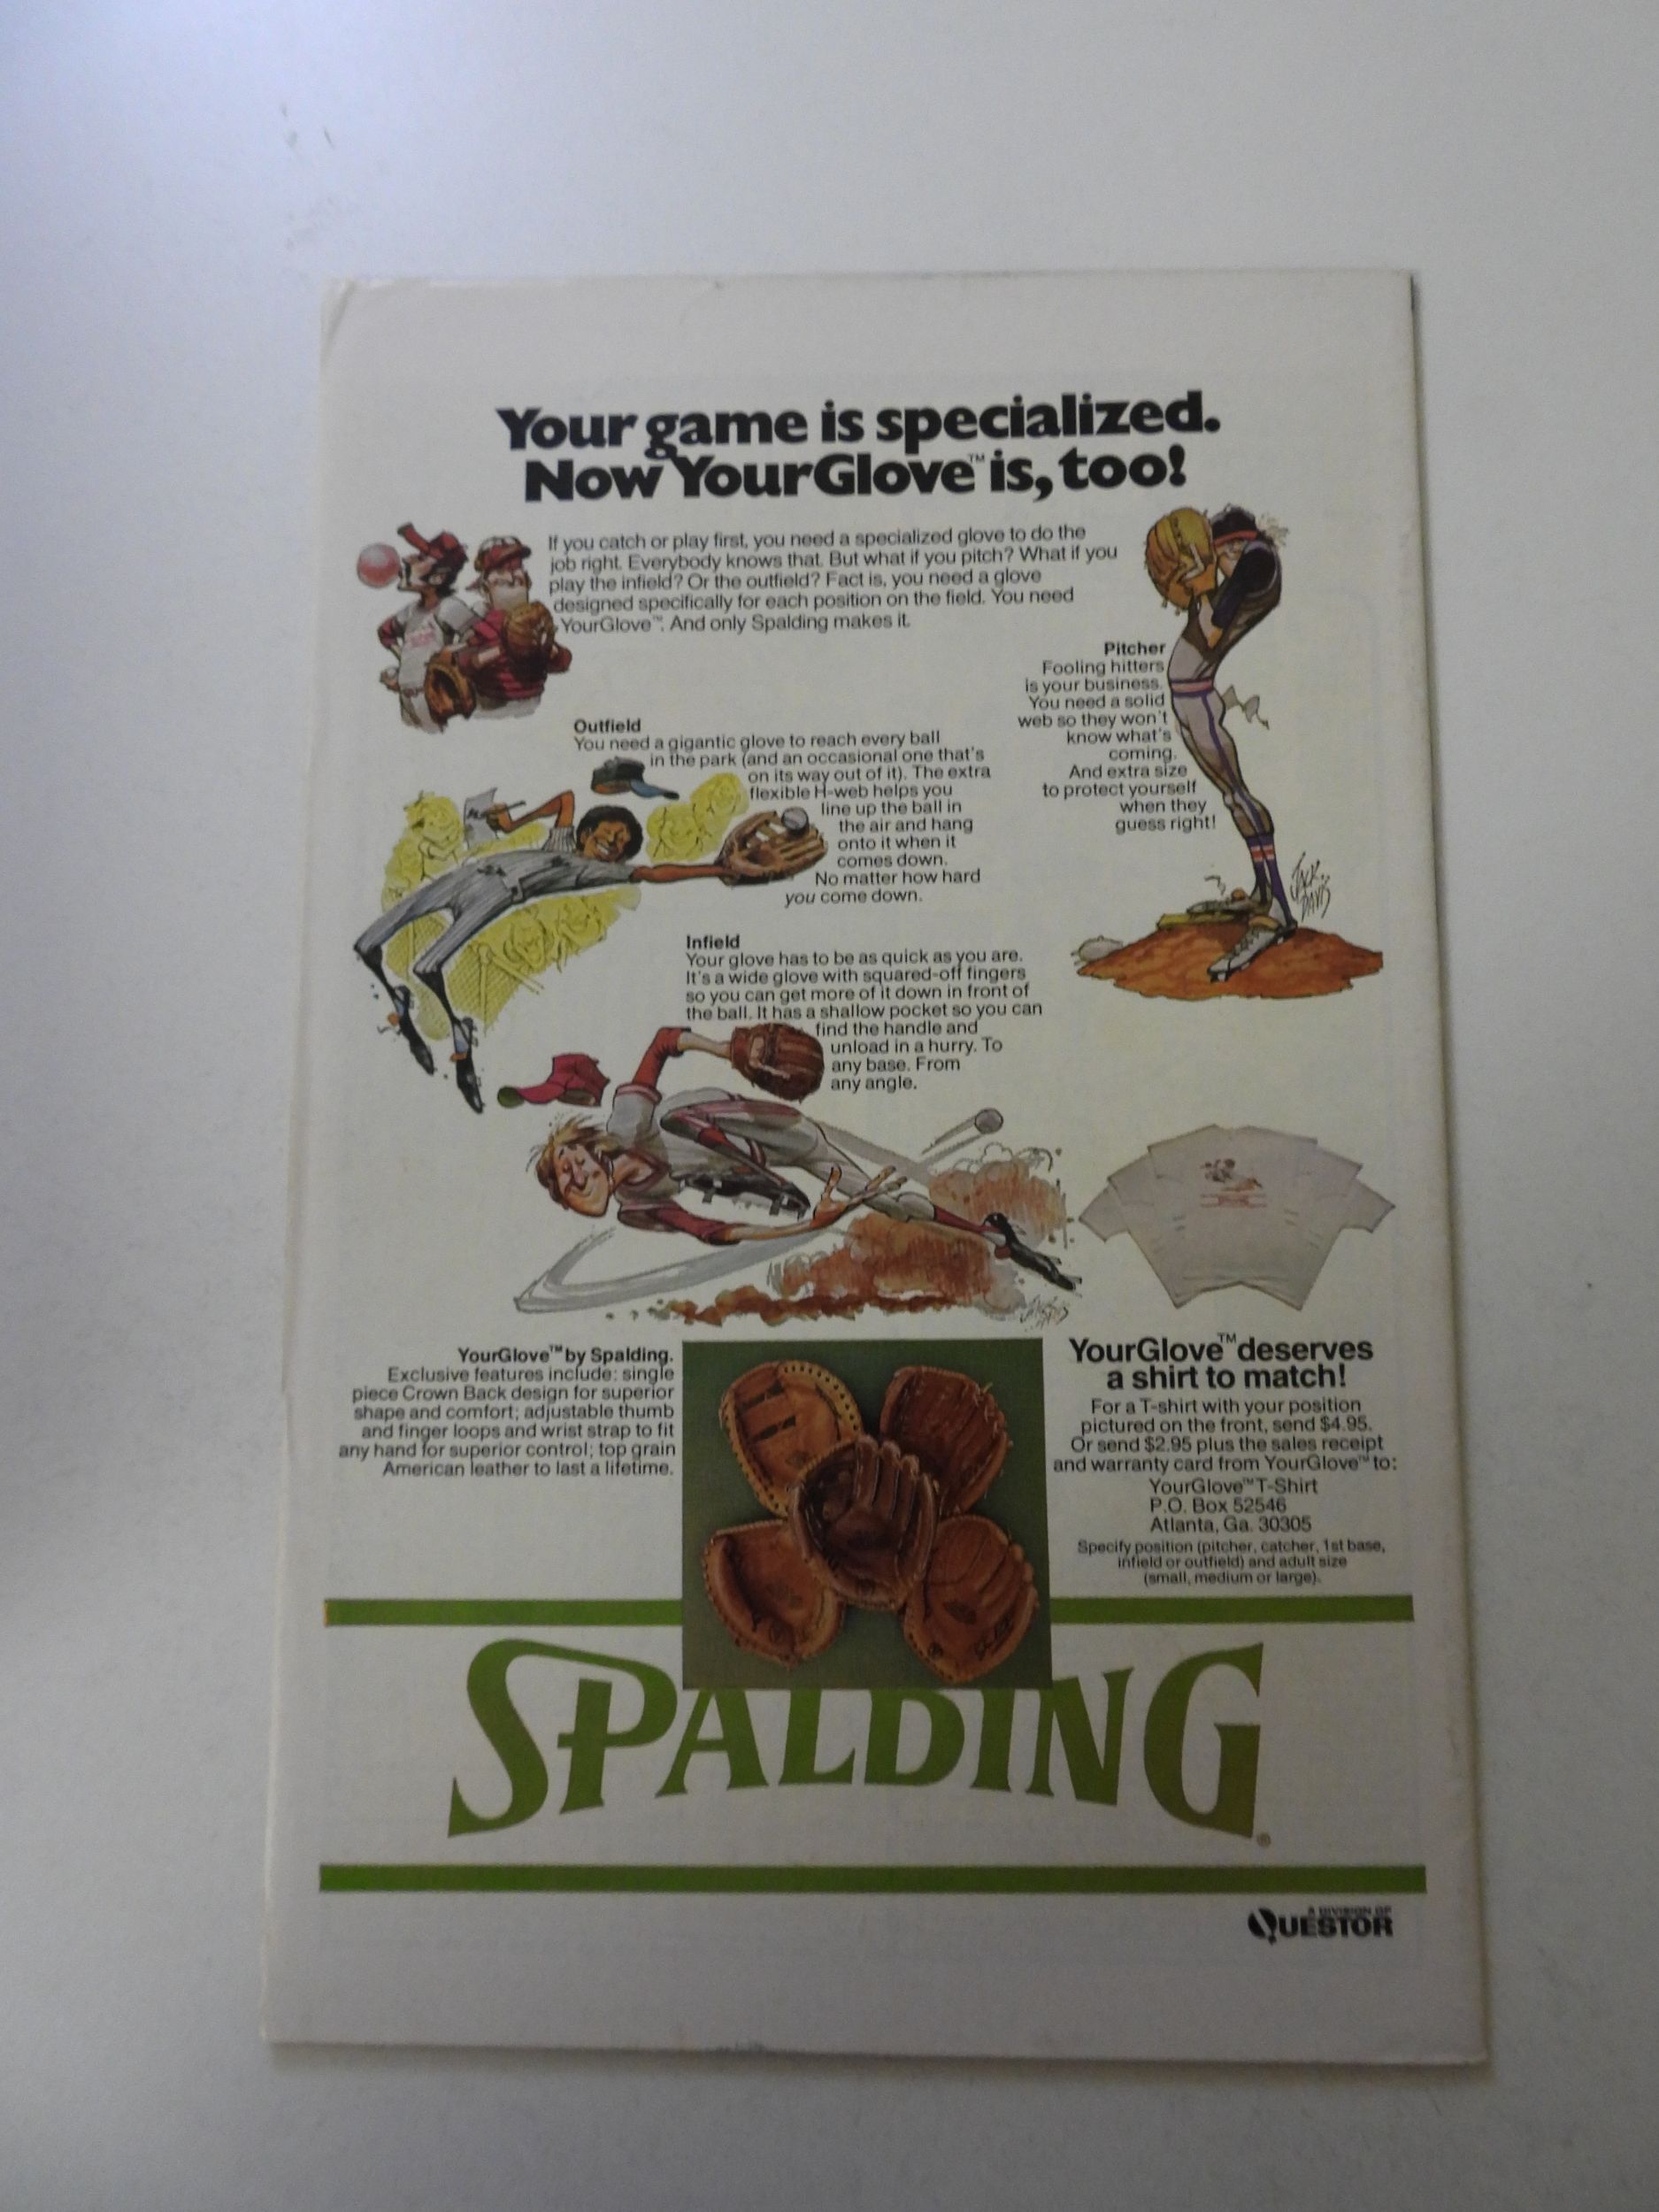 Your game is specialized.
Now YourGlove™ is, too!
If you catch or play first, you need a specialized glove to do the
job right. Everybody knows that. But what if you pitch? What if you
play the infield? Or the outfield? Fact is, you need a glove
designed specifically for each position on the field. You need
YourGlove™. And only Spalding makes it.
Pitcher
Fooling hitters
is your business.
You need a solid
web so they won't
know what's
coming.
And extra size
to protect yourself
when they
guess right!
JACK
DAVIS
Outfield
You need a gigantic glove to reach every ball
in the park (and an occasional one that's
on its way out of it). The extra
flexible H-web helps you
line up the ball in
the air and hang
onto it when it
comes down.
No matter how hard
you come down.
Infield
Your glove has to be as quick as you are.
It's a wide glove with squared-off fingers
so you can get more of it down in front of
the ball. It has a shallow pocket so you can
find the handle and
unload in a hurry. To
any base. From
any angle.
YourGlove™ by Spalding.
Exclusive features include: single
piece Crown Back design for superior
shape and comfort; adjustable thumb
and finger loops and wrist strap to fit
any hand for superior control; top grain
American leather to last a lifetime.
YourGlove™ deserves
a shirt to match!
For a T-shirt with your position
pictured on the front, send $4.95.
Or send $2.95 plus the sales receipt
and warranty card from YourGlove™ to:
YourGlove™ T-Shirt
P.O. Box 52546
Atlanta, Ga. 30305
Specify position (pitcher, catcher, 1st base,
infield or outfield) and adult size
(small, medium or large).
SPALDING®
A DIVISION OF
QUESTOR